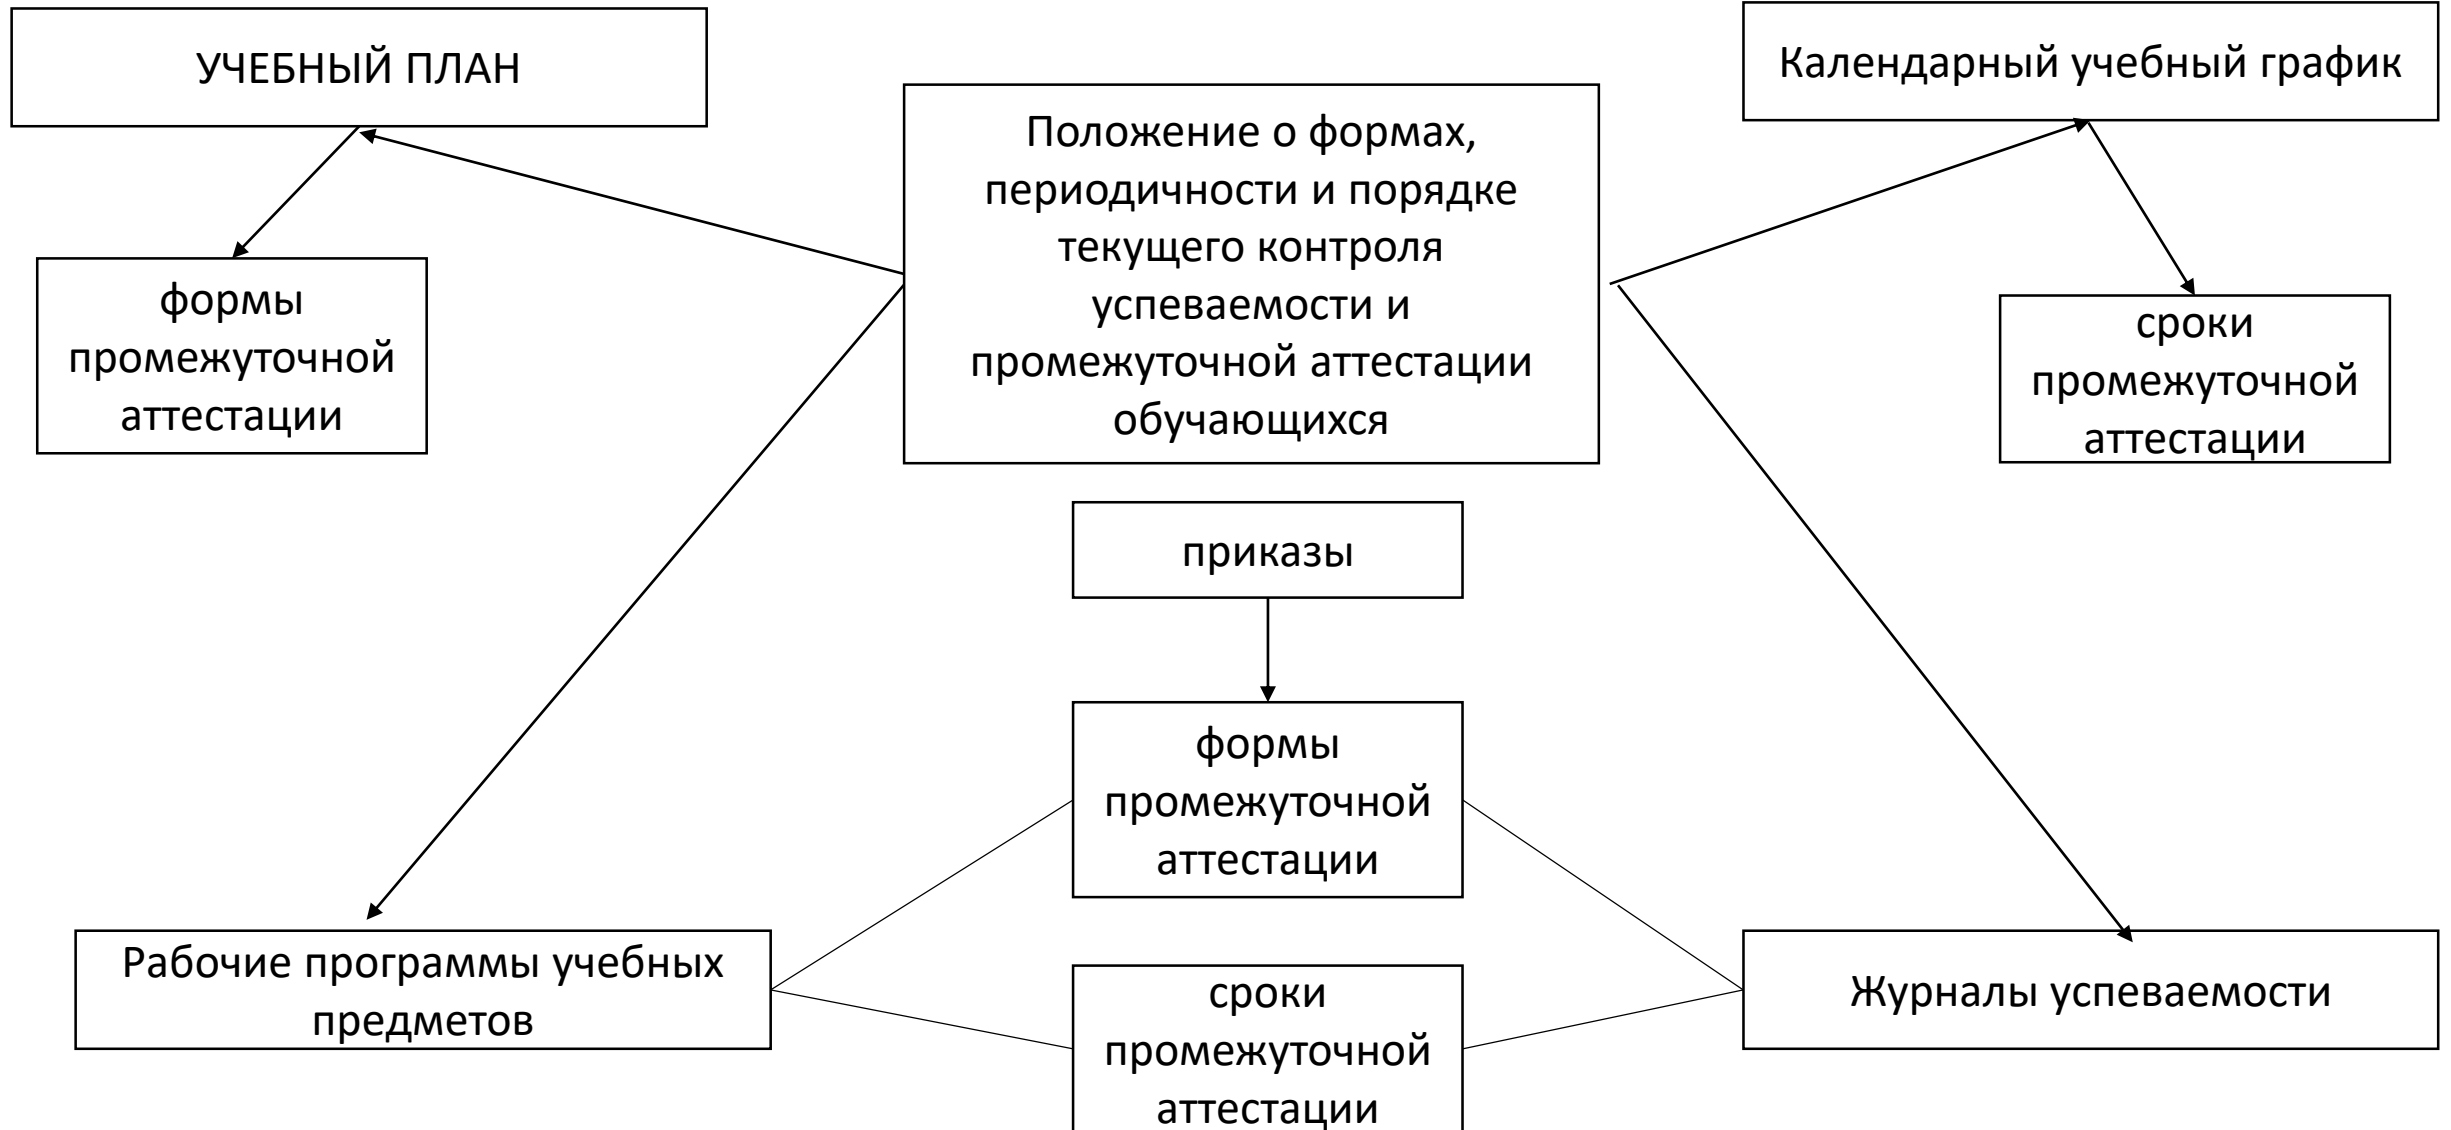 УЧЕБНЫЙ ПЛАН
Календарный учебный график
Положение о формах,
периодичности и порядке
текущего контроля
успеваемости и
промежуточной аттестации
обучающихся
формы
промежуточной
аттестации
сроки
промежуточной
аттестации
приказы
формы
промежуточной
аттестации
Рабочие программы учебных
предметов
сроки
промежуточной
аттестации
Журналы успеваемости